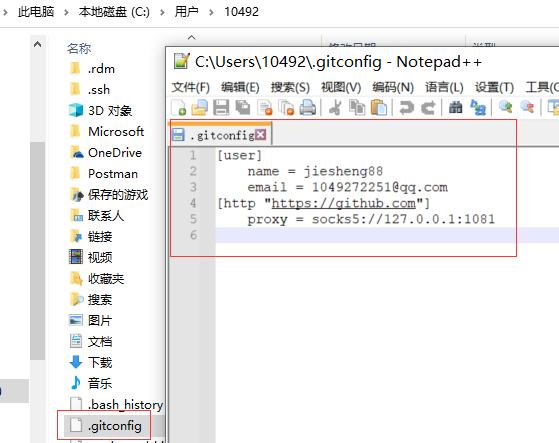 此电脑 › 本地磁盘 (C:) › 用户 › 10492
名称
.rdm
.ssh
3D 对象
Microsoft
OneDrive
Postman
保存的游戏
联系人
链接
视频
收藏夹
搜索
图片
文档
下载
音乐
.bash_history
.gitconfig
C:\Users\10492\.gitconfig - Notepad++
文件(F) 编辑(E) 搜索(S) 视图(V) 编码(N) 语言(L) 设置(T) 工具(O
.gitconfig
1 [user]
2 name = jiesheng88
3 email = 1049272251@qq.com
4 [http "https://github.com"]
5 proxy = socks5://127.0.0.1:1081
6